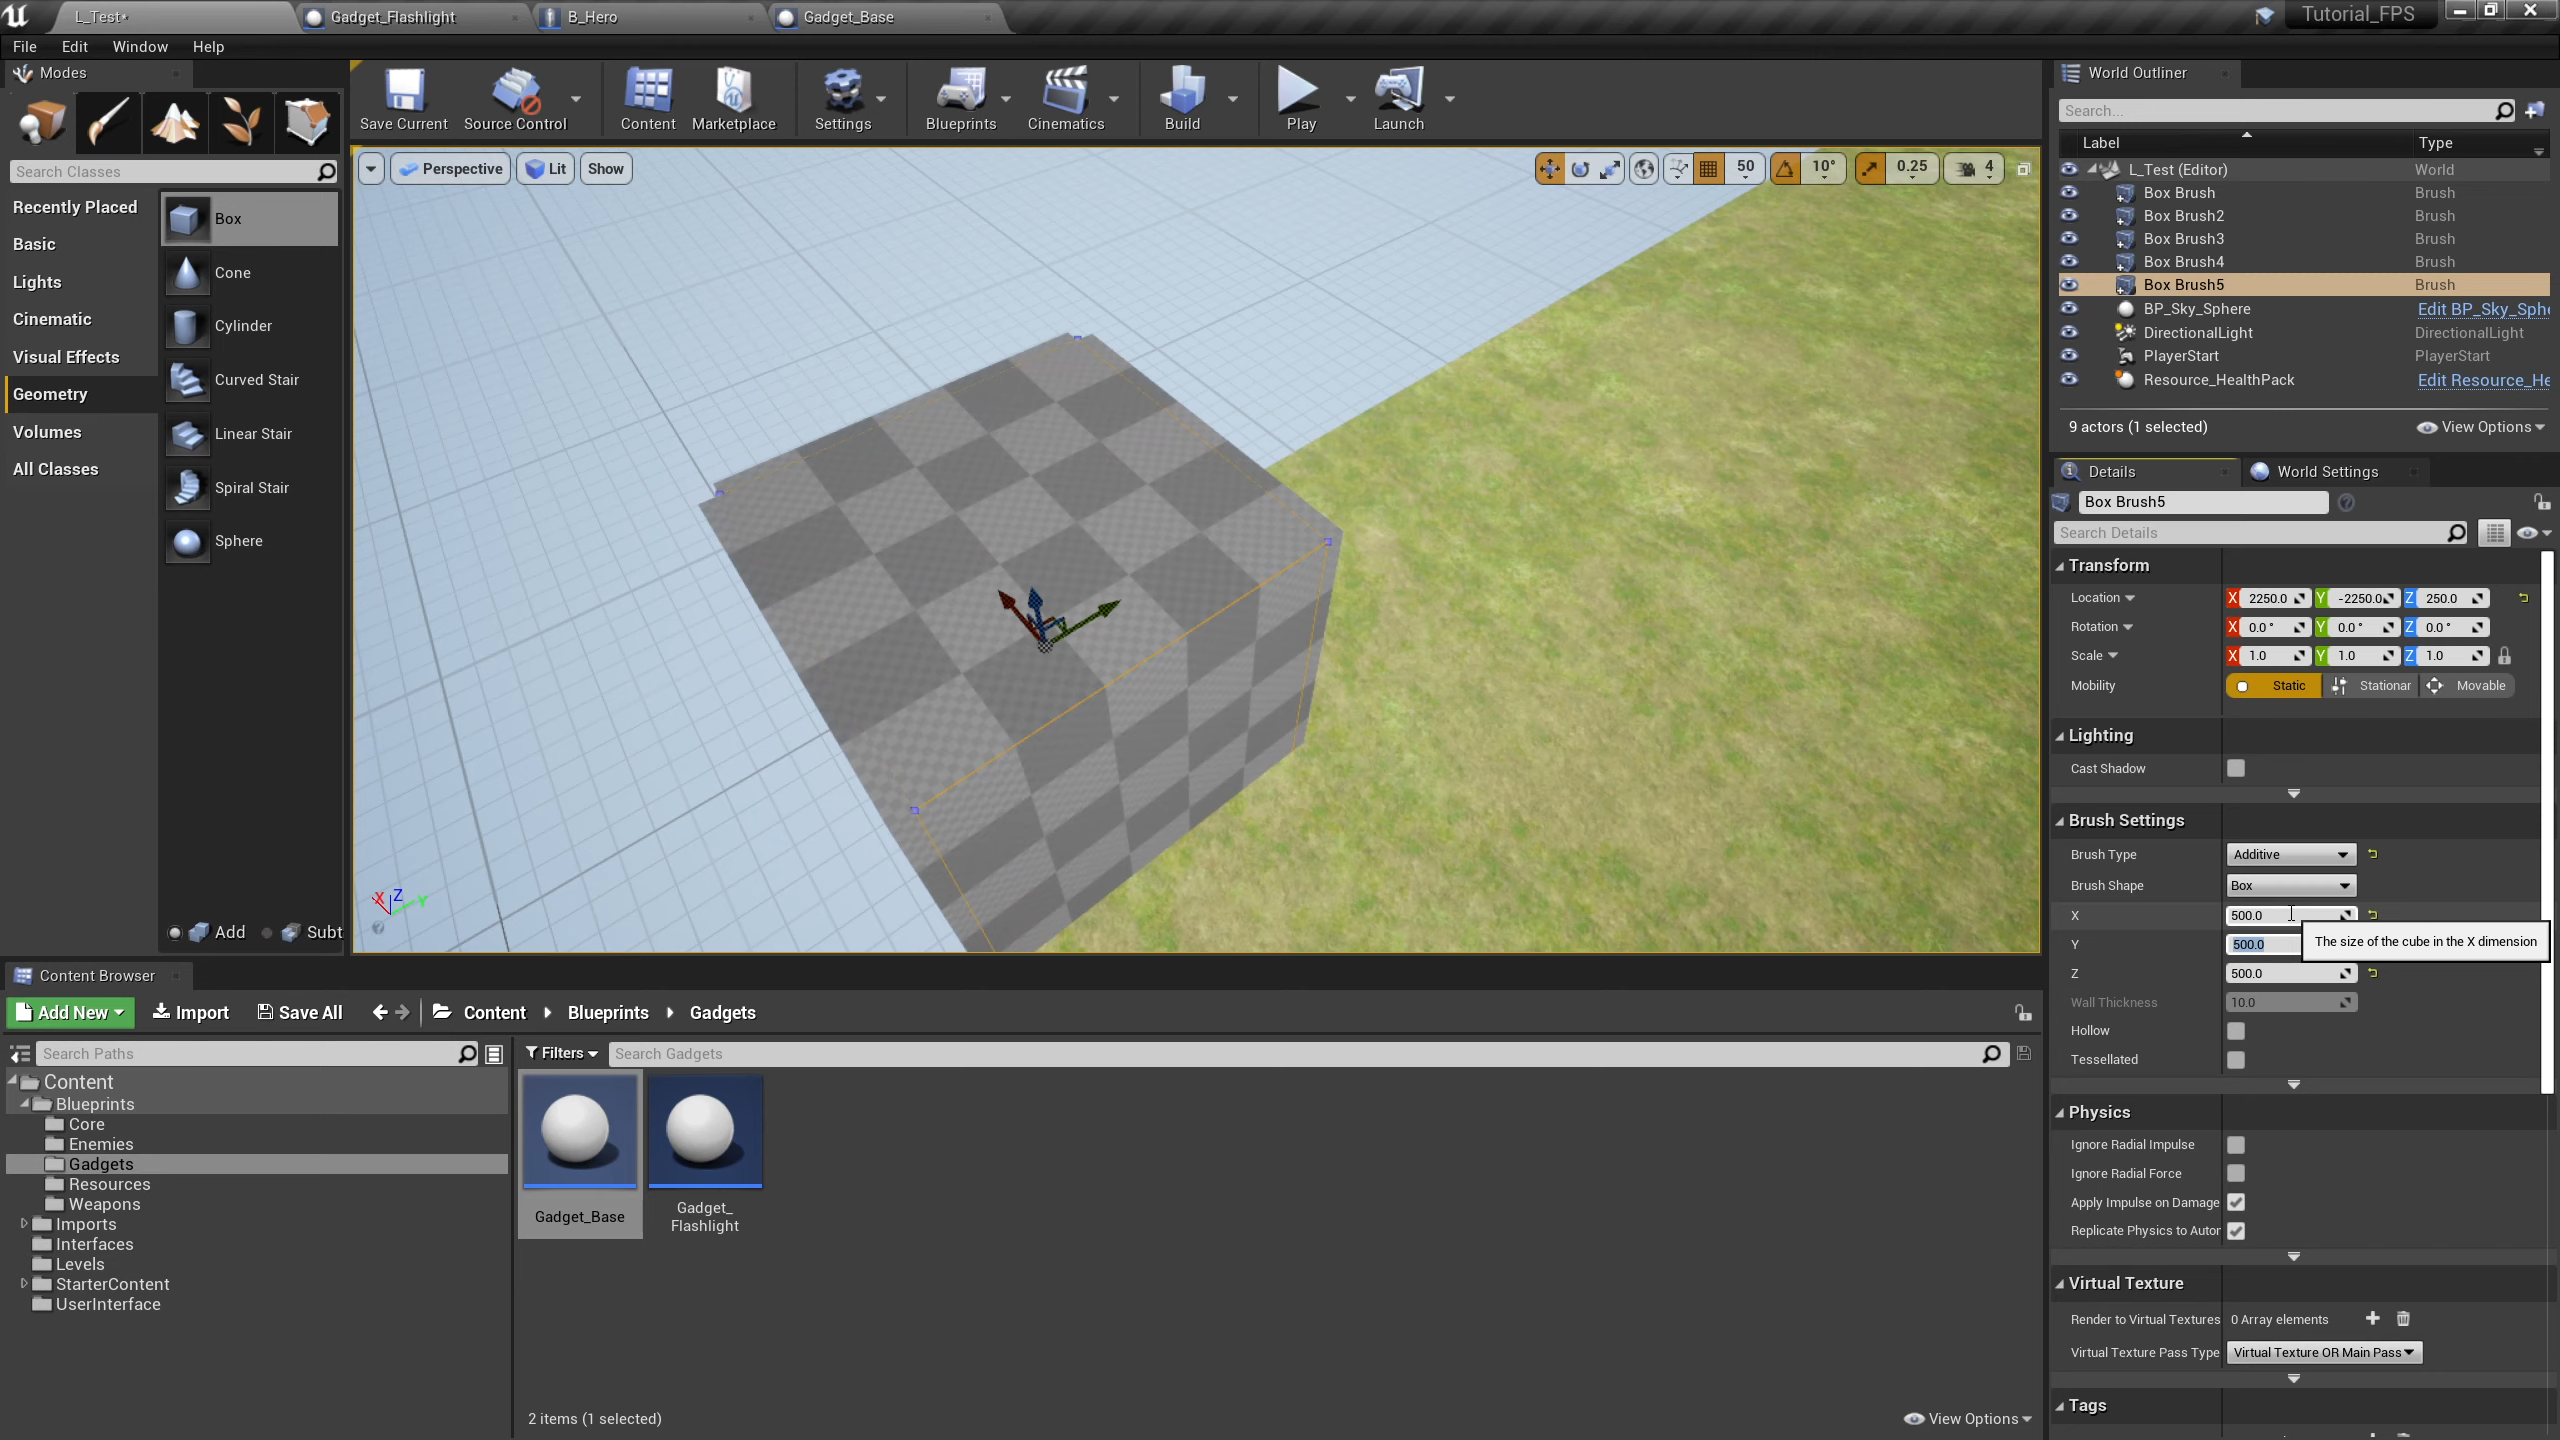 L_Test*
Gadget_Flashlight
B_Hero
Gadget_Base
Tutorial_FPS
File Edit Window Help
Modes
Save Current
Source Control
Content
Marketplace
Settings
Blueprints
Cinematics
Build
Play
Launch
Search Classes
Recently Placed
Basic
Lights
Cinematic
Visual Effects
Geometry
Volumes
All Classes
Box
Cone
Cylinder
Curved Stair
Linear Stair
Spiral Stair
Sphere
Add Subt
Perspective Lit Show
50 10° 0.25 4
X Z Y
World Outliner
Search...
Label Type
L_Test (Editor) World
Box Brush Brush
Box Brush2 Brush
Box Brush3 Brush
Box Brush4 Brush
Box Brush5 Brush
BP_Sky_Sphere Edit BP_Sky_Sphe
DirectionalLight DirectionalLight
PlayerStart PlayerStart
Resource_HealthPack Edit Resource_He
9 actors (1 selected) View Options
Details World Settings
Box Brush5
Search Details
Transform
Location X 2250.0 Y -2250.0 Z 250.0
Rotation X 0.0 ° Y 0.0 ° Z 0.0 °
Scale X 1.0 Y 1.0 Z 1.0
Mobility Static Stationar Movable
Lighting
Cast Shadow
Brush Settings
Brush Type Additive
Brush Shape Box
X 500.0
Y 500.0
The size of the cube in the X dimension
Z 500.0
Wall Thickness 10.0
Hollow
Tessellated
Physics
Ignore Radial Impulse
Ignore Radial Force
Apply Impulse on Damage
Replicate Physics to Autor
Virtual Texture
Render to Virtual Textures 0 Array elements
Virtual Texture Pass Type Virtual Texture OR Main Pass
Tags
Content Browser
Add New Import Save All Content Blueprints Gadgets
Search Paths
Filters Search Gadgets
Content
Blueprints
Core
Enemies
Gadgets
Resources
Weapons
Imports
Interfaces
Levels
StarterContent
UserInterface
Gadget_Base
Gadget_
Flashlight
2 items (1 selected) View Options